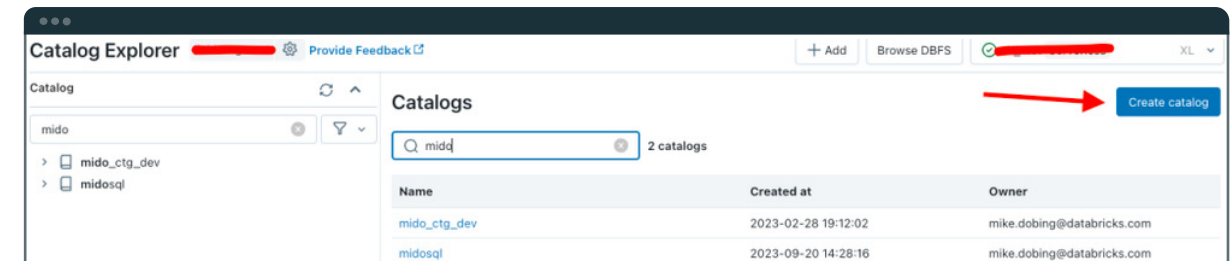 Catalog Explorer Provide Feedback
+ Add Browse DBFS XL
Catalog
mido
mido_ctg_dev
midosql
Catalogs
Create catalog
mido 2 catalogs
Name Created at Owner
mido_ctg_dev 2023-02-28 19:12:02 mike.dobing@databricks.com
midosql 2023-09-20 14:28:16 mike.dobing@databricks.com